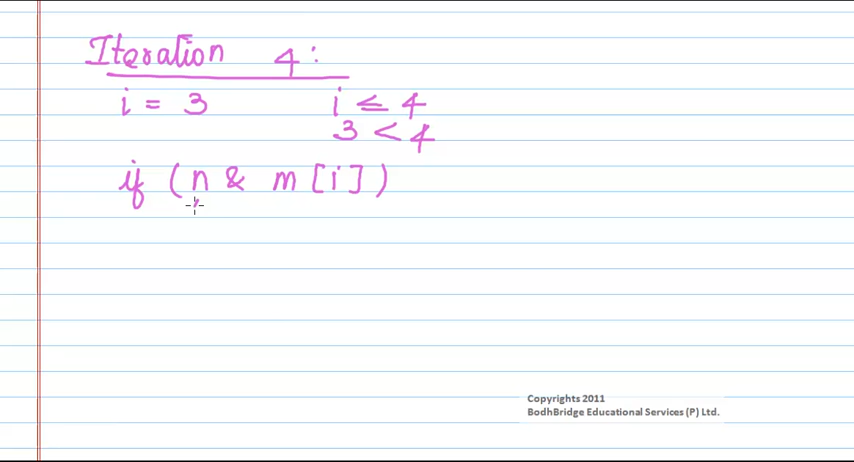 Iteration 4:
i = 3 i ≤ 4
3 < 4
if (n & m[i])
Copyrights 2011
BodhBridge Educational Services (P) Ltd.